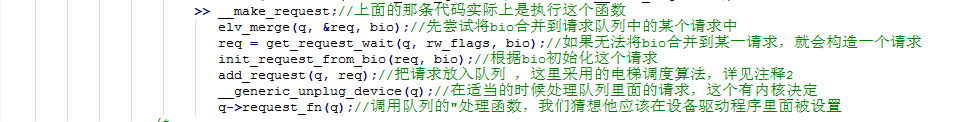 >> __make_request;//上面的那条代码实际上是执行这个函数
elv_merge(q, &req, bio);//先尝试将bio合并到请求队列中的某个请求中
req = get_request_wait(q, rw_flags, bio);//如果无法将bio合并到某一请求，就会构造一个请求
init_request_from_bio(req, bio);//根据bio初始化这个请求
add_request(q, req);//把请求放入队列 ，这里采用的电梯调度算法，详见注释2
__generic_unplug_device(q);//在适当的时候处理队列里面的请求，这个有内核决定
q->request_fn(q);//调用队列的"处理函数，我们猜想他应该在设备驱动程序里面被设置
/*